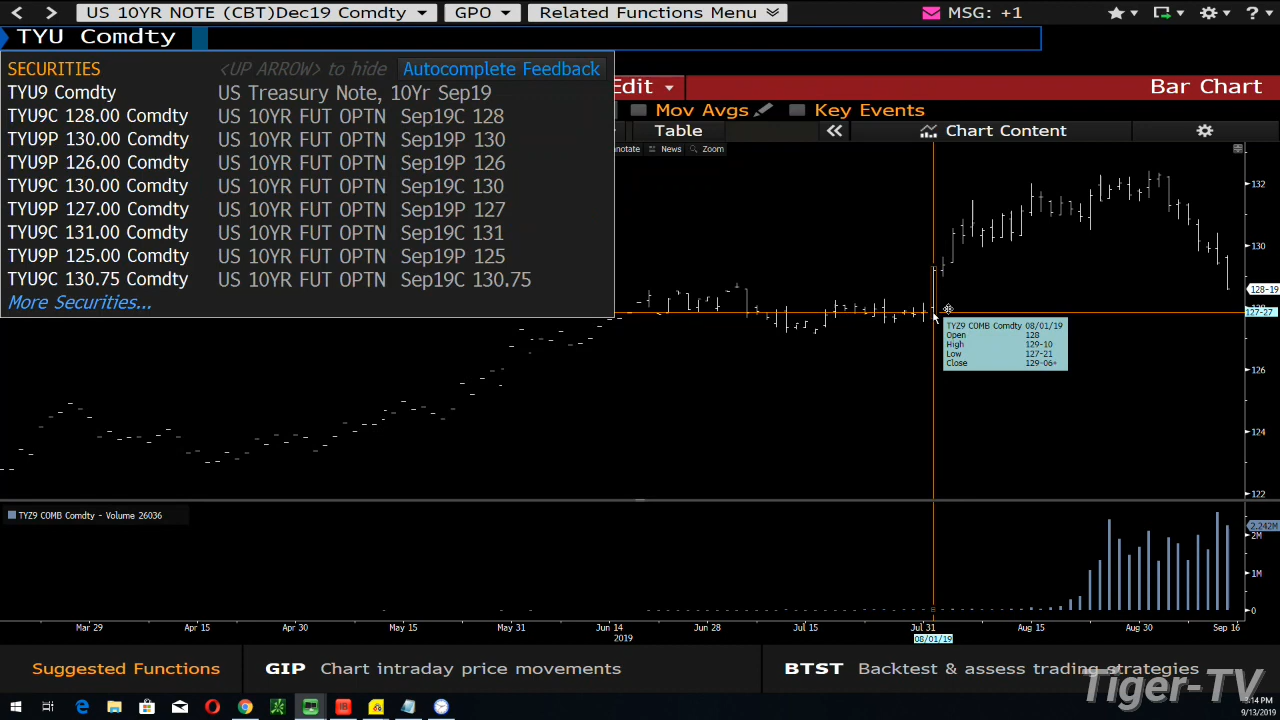 US 10YR NOTE (CBT)Dec19 Comdty
GPO
Related Functions Menu
MSG: +1
?
TYU Comdty
SECURITIES
<UP ARROW> to hide
Autocomplete Feedback
TYU9 Comdty US Treasury Note, 10Yr Sep19
TYU9C 128.00 Comdty US 10YR FUT OPTN Sep19C 128
TYU9P 130.00 Comdty US 10YR FUT OPTN Sep19P 130
TYU9P 126.00 Comdty US 10YR FUT OPTN Sep19P 126
TYU9C 130.00 Comdty US 10YR FUT OPTN Sep19C 130
TYU9P 127.00 Comdty US 10YR FUT OPTN Sep19P 127
TYU9C 131.00 Comdty US 10YR FUT OPTN Sep19C 131
TYU9P 125.00 Comdty US 10YR FUT OPTN Sep19P 125
TYU9C 130.75 Comdty US 10YR FUT OPTN Sep19C 130.75
More Securities...
Edit
Bar Chart
Mov Avgs
Key Events
Table
Chart Content
notate
News
Zoom
132
130
128-19
127-27
126
124
122
TYZ9 COMB Comdty 08/01/19
Open 128
High 129-10
Low 127-21
Close 129-06+
TYZ9 COMB Comdty - Volume 26036
2.242M
2M
1M
0
Mar 29
Apr 15
Apr 30
May 15
May 31
Jun 14
Jun 28
Jul 15
Jul 31
Aug 15
Aug 30
Sep 16
2019
08/01/19
Suggested Functions
GIP Chart intraday price movements
BTST Backtest & assess trading strategies
Tiger-TV
:14 PM
9/13/2019